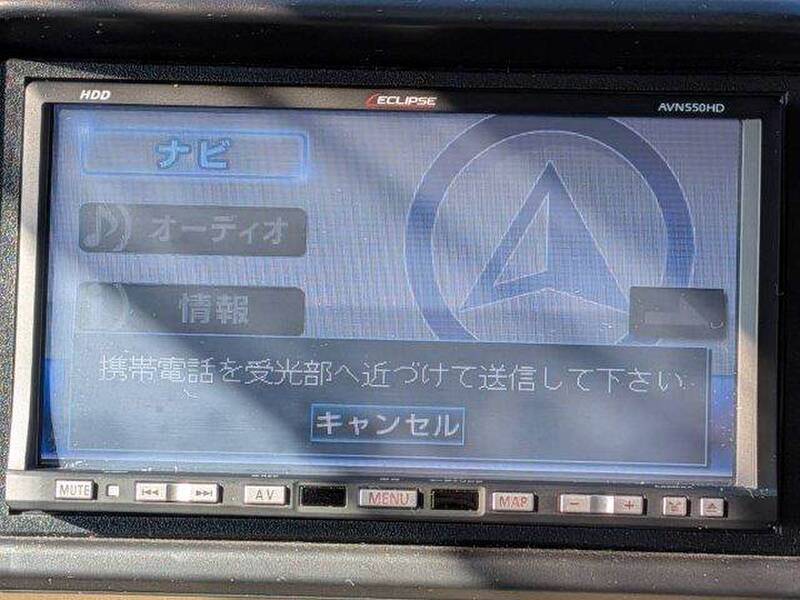 HDD
ECLIPSE
AVN550HD
ナビ
オーディオ
情報
携帯電話を受光部へ近づけて送信して下さい
キャンセル
MUTE
AV
MENU
MAP
− +